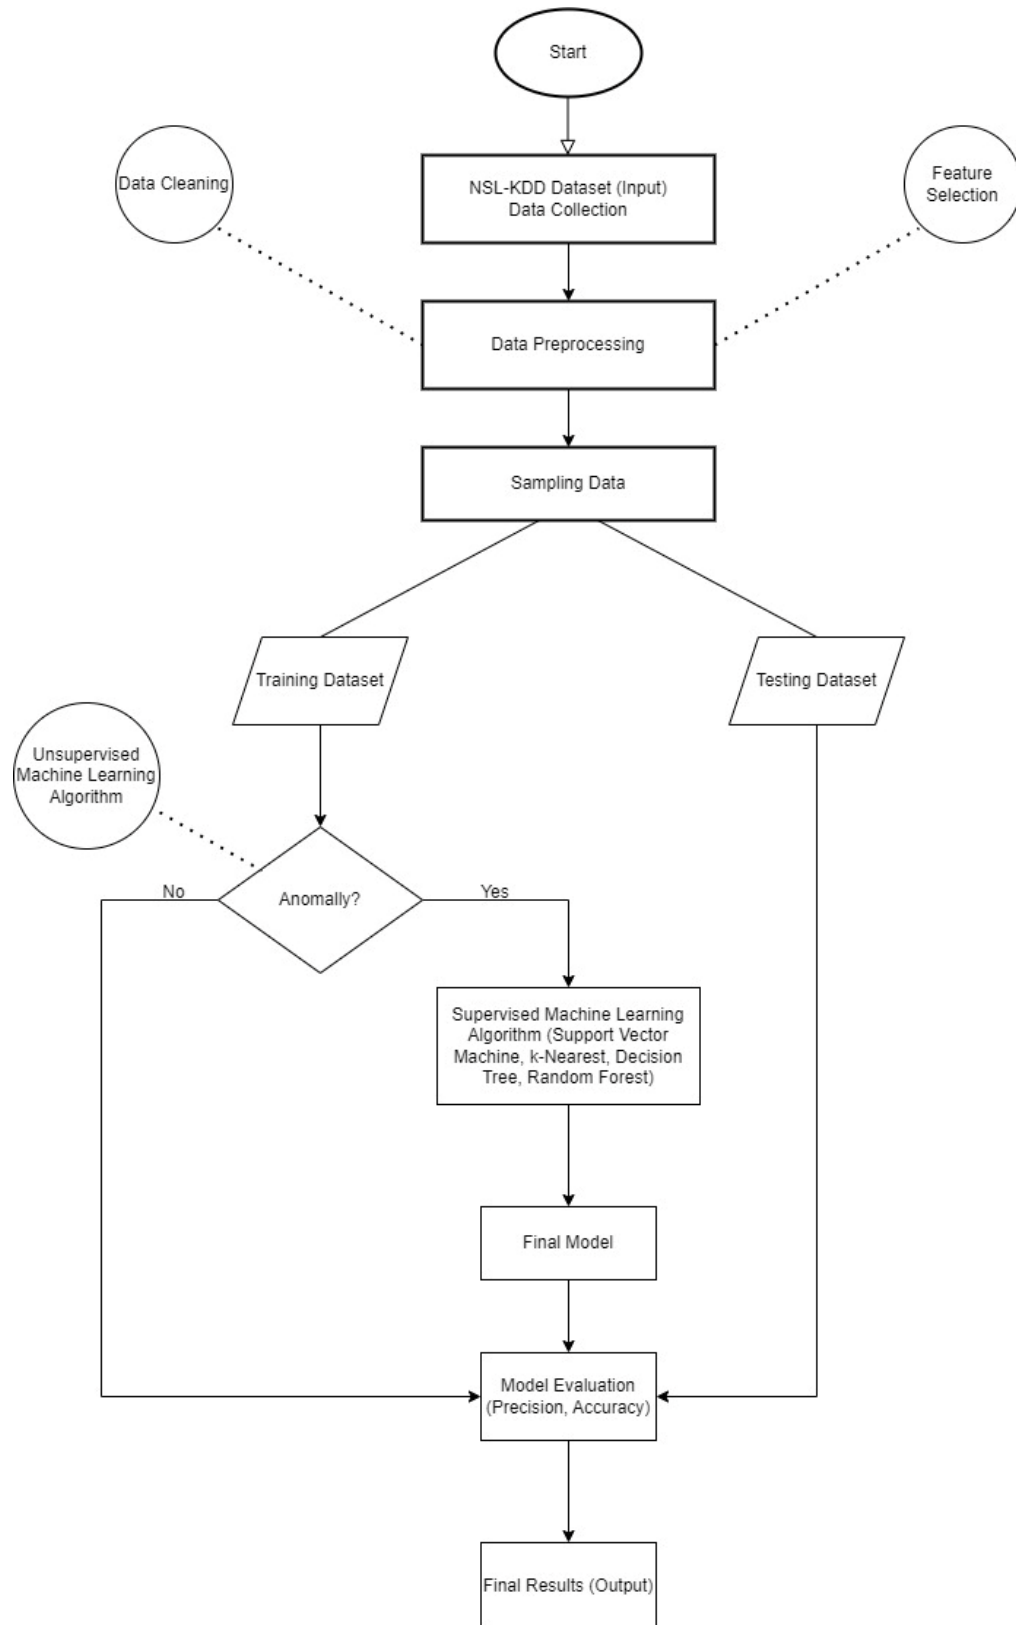 Start
Data Cleaning
Feature
Selection
NSL-KDD Dataset (Input)
Data Collection
Data Preprocessing
Sampling Data
Training Dataset
Testing Dataset
Unsupervised
Machine Learning
Algorithm
No
Anomally?
Yes
Supervised Machine Learning
Algorithm (Support Vector
Machine, k-Nearest, Decision
Tree, Random Forest)
Final Model
Model Evaluation
(Precision, Accuracy)
Final Results (Output)